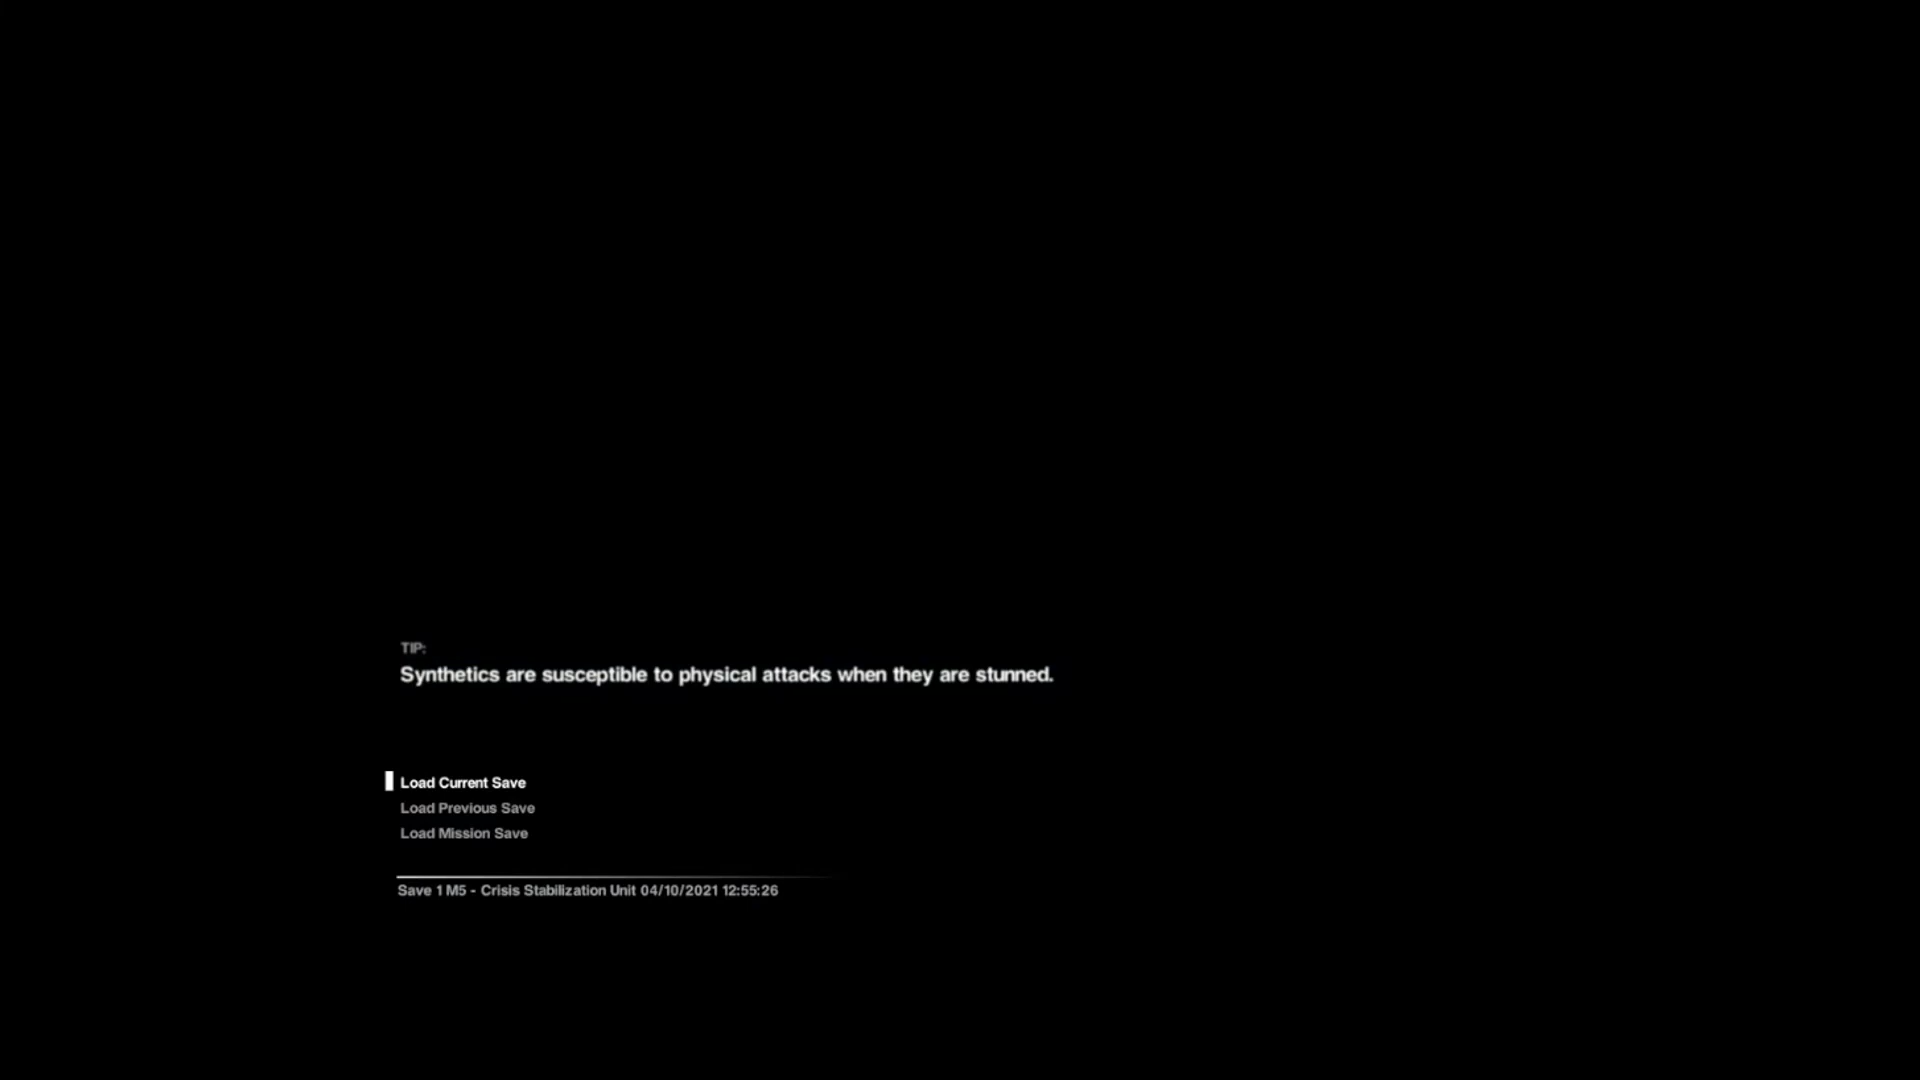 TIP:
Synthetics are susceptible to physical attacks when they are stunned.
Load Current Save
Load Previous Save
Load Mission Save
Save 1 M5 - Crisis Stabilization Unit 04/10/2021 12:55:26